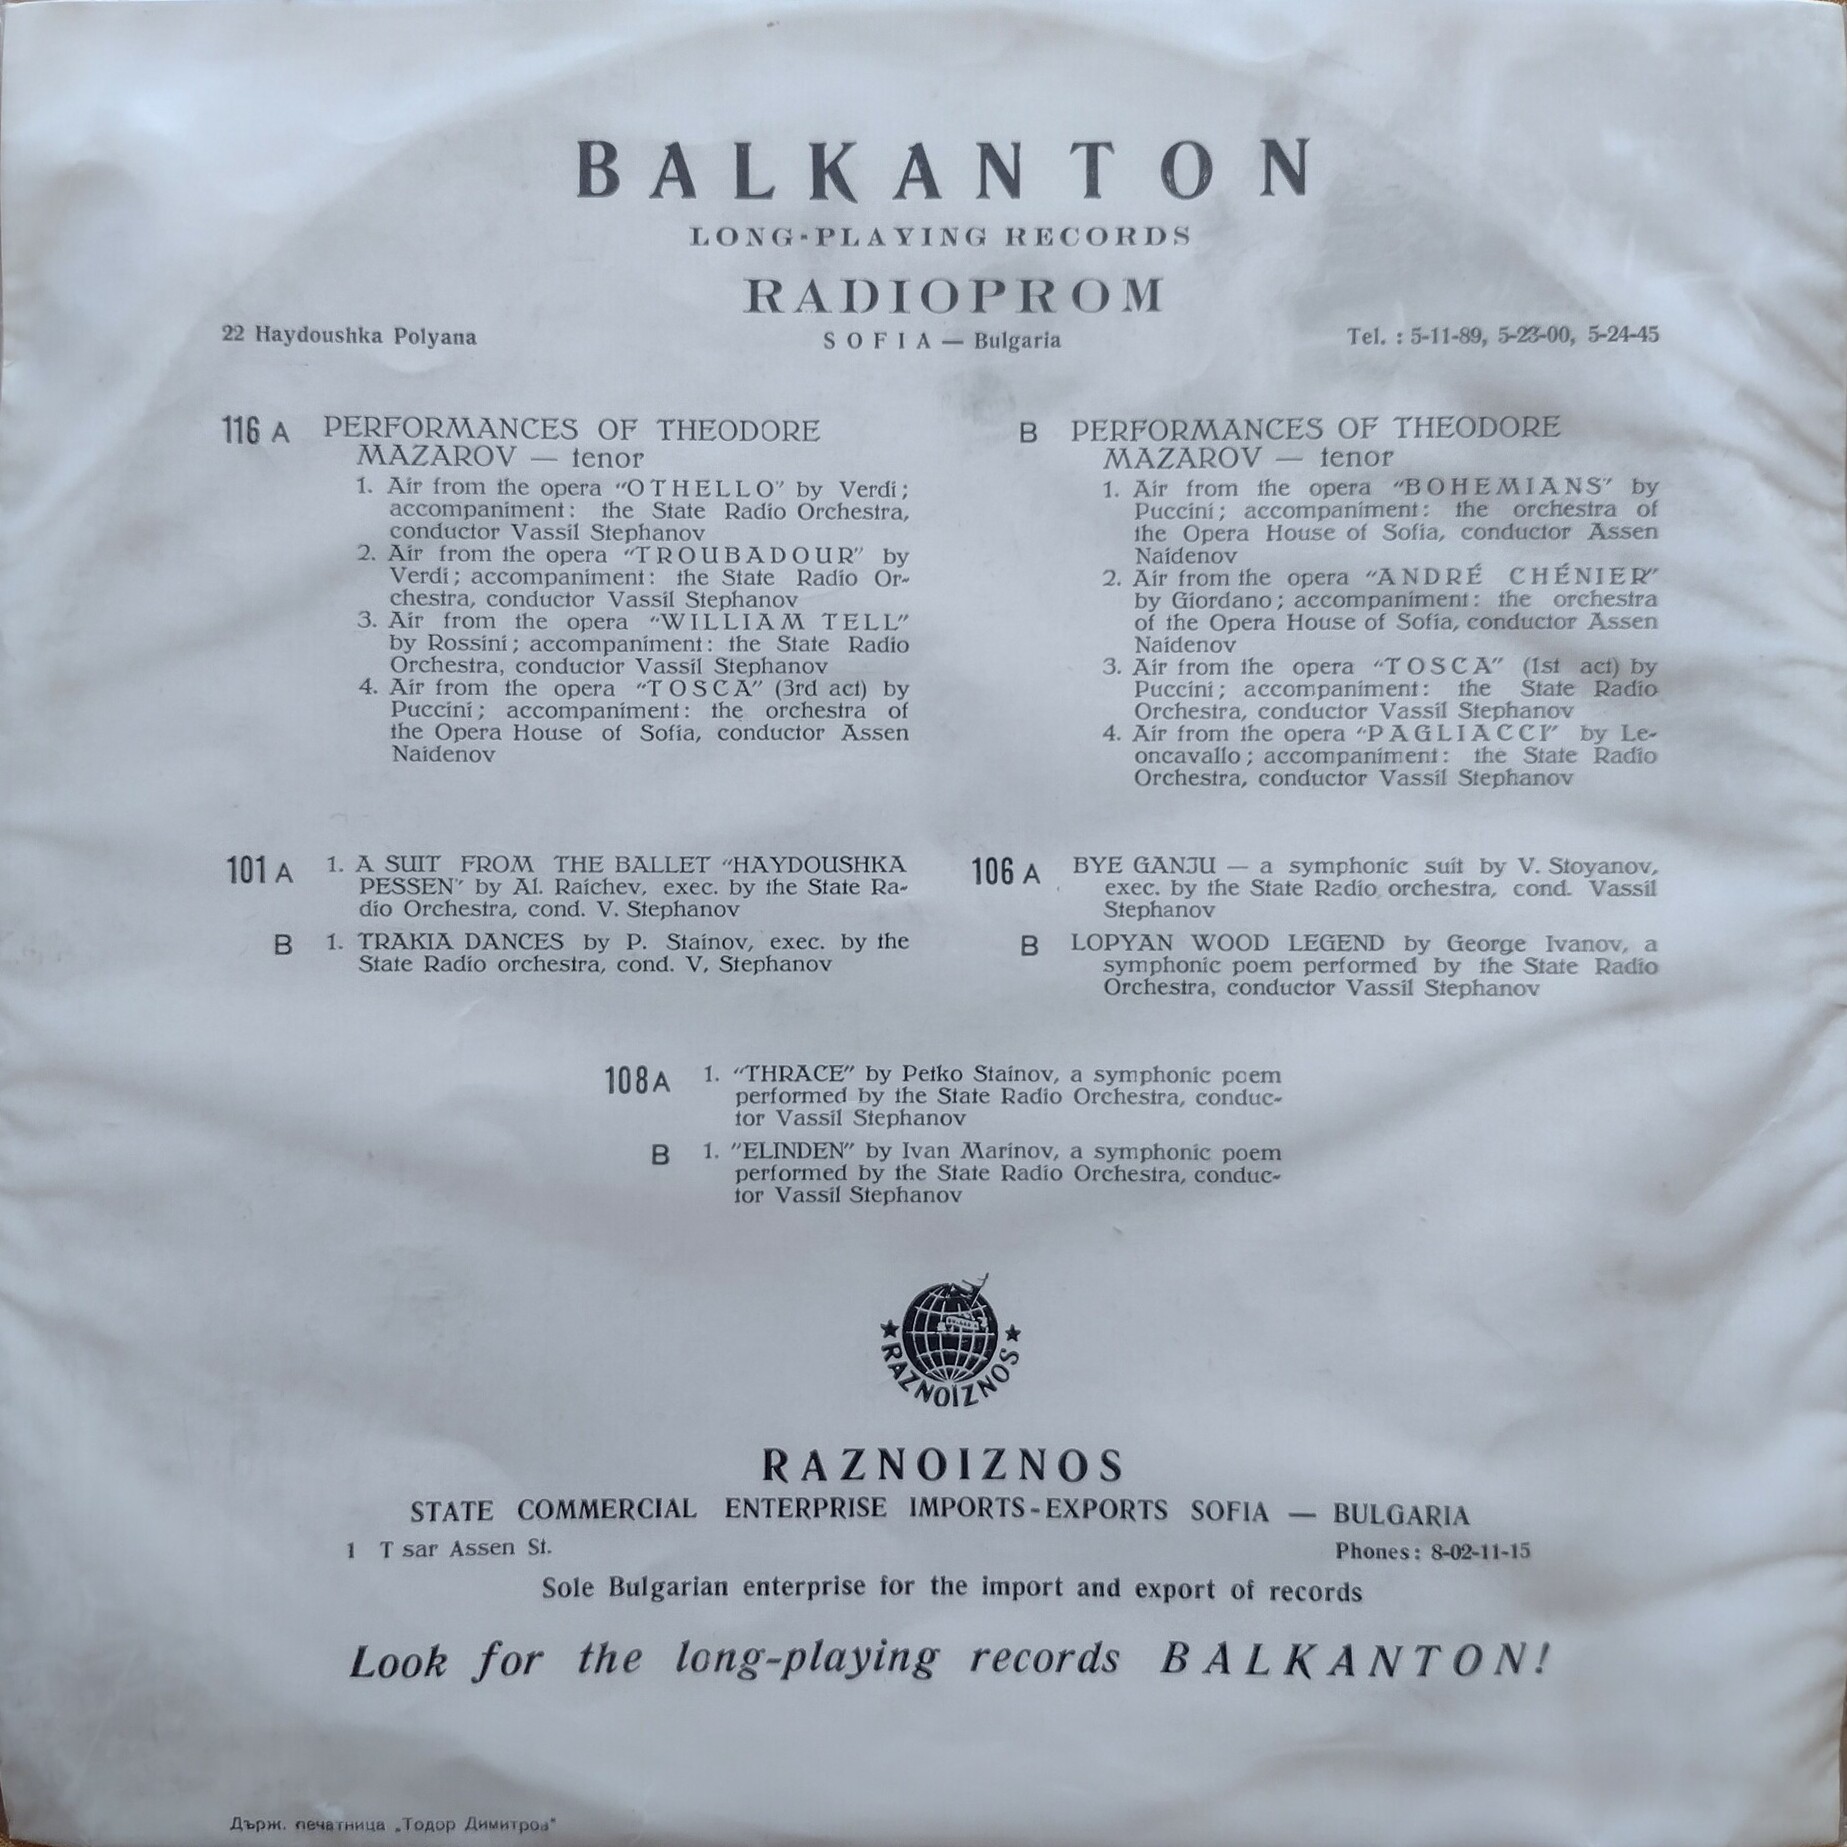 BALKANTON
LONG-PLAYING RECORDS
RADIOPROM
22 Haydoushka Polyana
SOFIA — Bulgaria
Tel. : 5-11-89, 5-23-00, 5-24-45
116 A PERFORMANCES OF THEODORE
MAZAROV — tenor
1. Air from the opera "OTHELLO" by Verdi ;
accompaniment : the State Radio Orchestra,
conductor Vassil Stephanov
2. Air from the opera "TROUBADOUR" by
Verdi ; accompaniment : the State Radio Or-
chestra, conductor Vassil Stephanov
3. Air from the opera "WILLIAM TELL"
by Rossini ; accompaniment : the State Radio
Orchestra, conductor Vassil Stephanov
4. Air from the opera "TOSCA" (3rd act) by
Puccini ; accompaniment : the orchestra of
the Opera House of Sofia, conductor Assen
Naidenov
B PERFORMANCES OF THEODORE
MAZAROV — tenor
1. Air from the opera "BOHEMIANS" by
Puccini ; accompaniment : the orchestra of
the Opera House of Sofia, conductor Assen
Naidenov
2. Air from the opera "ANDRÉ CHÉNIER"
by Giordano ; accompaniment : the orchestra
of the Opera House of Sofia, conductor Assen
Naidenov
3. Air from the opera "TOSCA" (1st act) by
Puccini ; accompaniment : the State Radio
Orchestra, conductor Vassil Stephanov
4. Air from the opera "PAGLIACCI" by Le-
oncavallo ; accompaniment : the State Radio
Orchestra, conductor Vassil Stephanov
101 A 1. A SUIT FROM THE BALLET "HAYDOUSHKA
PESSEN" by Al. Raichev, exec. by the State Ra-
dio Orchestra, cond. V. Stephanov
B 1. TRAKIA DANCES by P. Stainov, exec. by the
State Radio orchestra, cond. V, Stephanov
106 A BYE GANJU — a symphonic suit by V. Stoyanov,
exec. by the State Radio orchestra, cond. Vassil
Stephanov
B LOPYAN WOOD LEGEND by George Ivanov, a
symphonic poem performed by the State Radio
Orchestra, conductor Vassil Stephanov
108 A 1. "THRACE" by Petko Stainov, a symphonic poem
performed by the State Radio Orchestra, conduc-
tor Vassil Stephanov
B 1. "ELINDEN" by Ivan Marinov, a symphonic poem
performed by the State Radio Orchestra, conduc-
tor Vassil Stephanov
RAZNOIZNOS
RAZNOIZNOS
STATE COMMERCIAL ENTERPRISE IMPORTS-EXPORTS SOFIA — BULGARIA
1 T sar Assen St.
Phones : 8-02-11-15
Sole Bulgarian enterprise for the import and export of records
Look for the long-playing records BALKANTON!
Държ. печатница „Тодор Димитров"